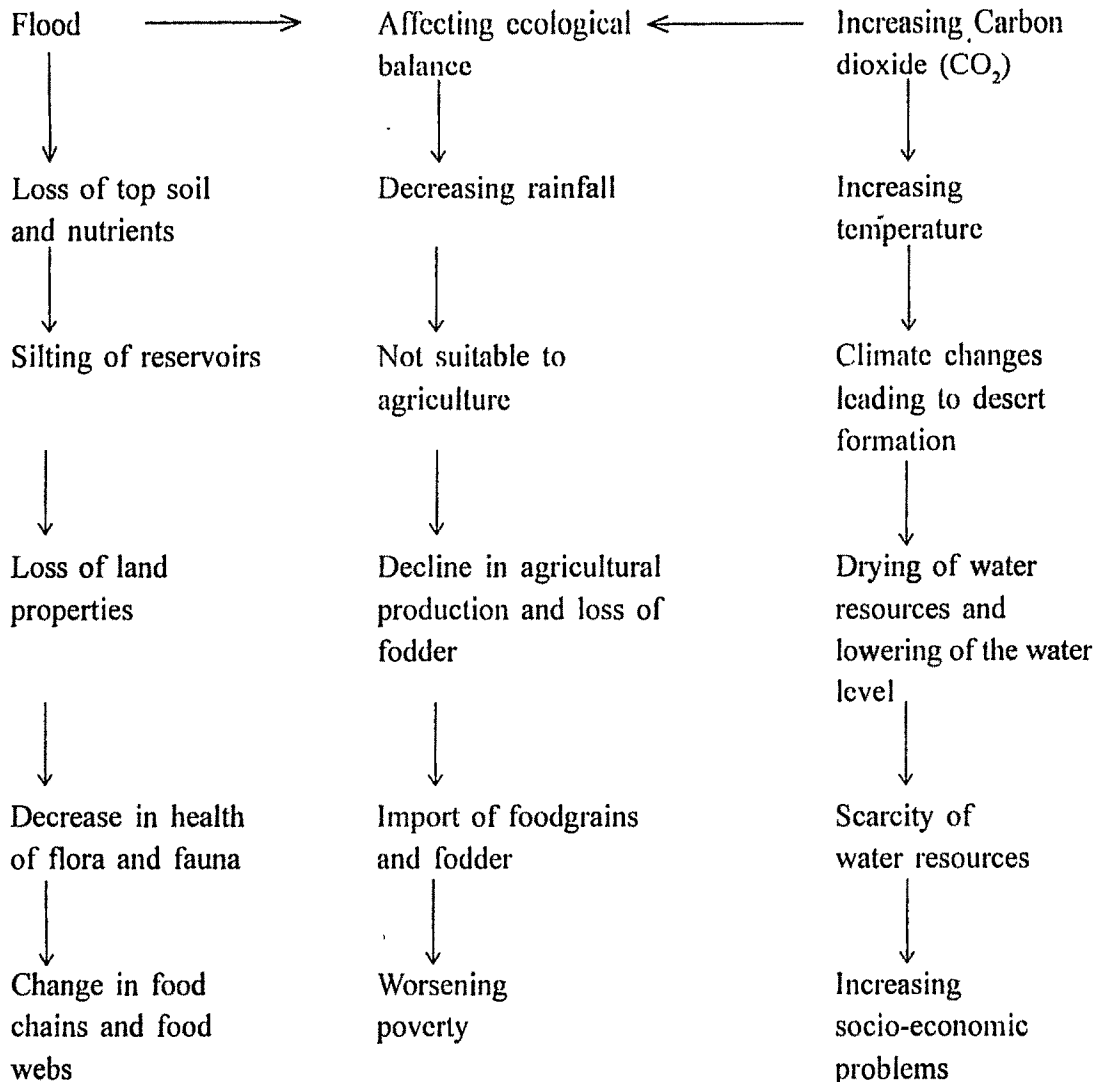 Flood
Affecting ecological
balance
Increasing Carbon
dioxide (CO₂)
Loss of top soil
and nutrients
Decreasing rainfall
Increasing
temperature
Silting of reservoirs
Not suitable to
agriculture
Climate changes
leading to desert
formation
Loss of land
properties
Decline in agricultural
production and loss of
fodder
Drying of water
resources and
lowering of the water
level
Decrease in health
of flora and fauna
Import of foodgrains
and fodder
Scarcity of
water resources
Change in food
chains and food
webs
Worsening
poverty
Increasing
socio-economic
problems